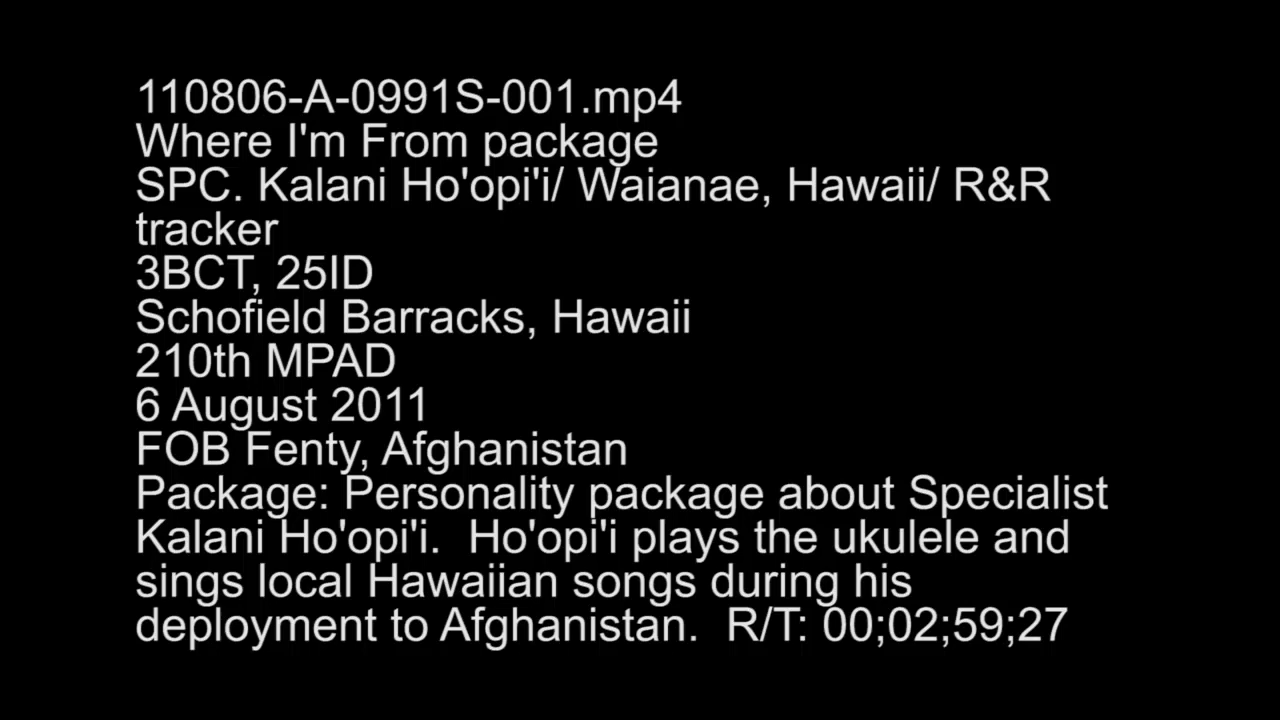 110806-A-0991S-001.mp4
Where I'm From package
SPC. Kalani Ho'opi'i/ Waianae, Hawaii/ R&R
tracker
3BCT, 25ID
Schofield Barracks, Hawaii
210th MPAD
6 August 2011
FOB Fenty, Afghanistan
Package: Personality package about Specialist
Kalani Ho'opi'i.  Ho'opi'i plays the ukulele and
sings local Hawaiian songs during his
deployment to Afghanistan.  R/T: 00;02;59;27